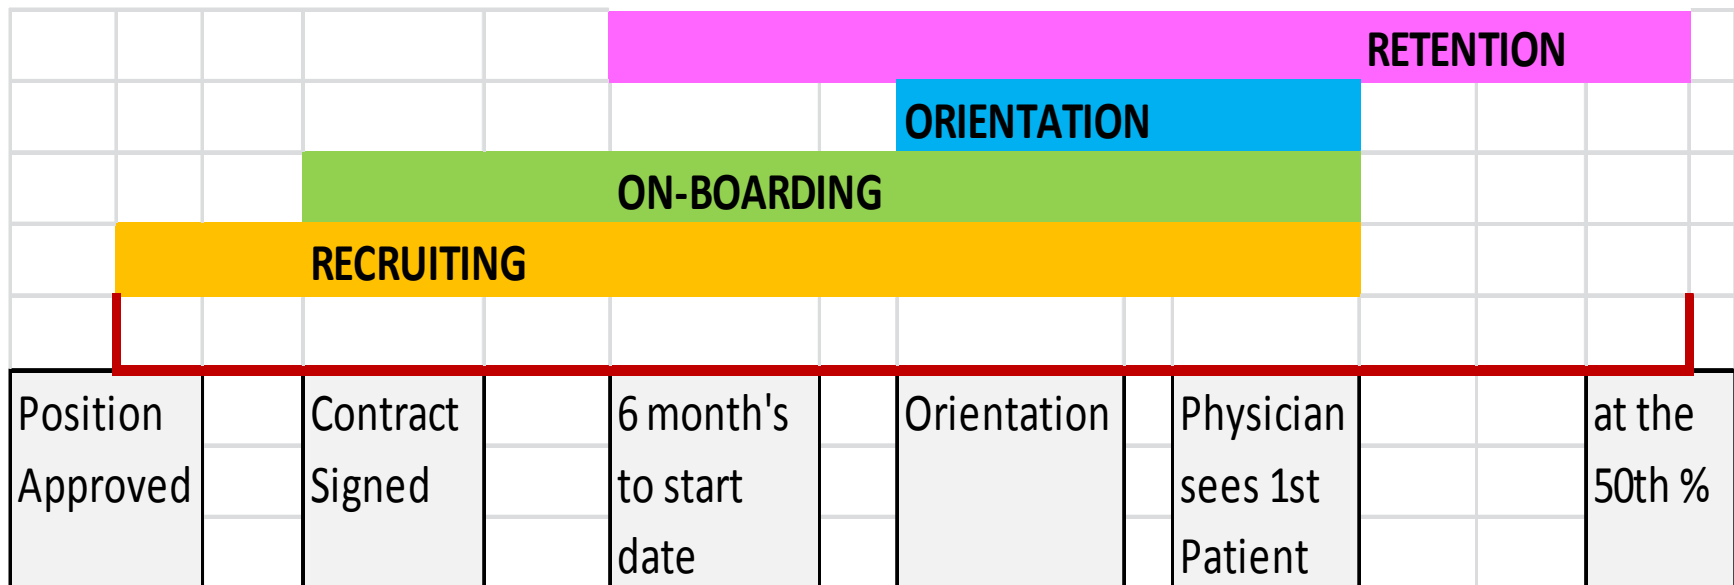 RETENTION
ORIENTATION
ON-BOARDING
RECRUITING
Position
Approved
Contract
Signed
6 month's
to start
date
Orientation
Physician
sees 1st
Patient
at the
50th %